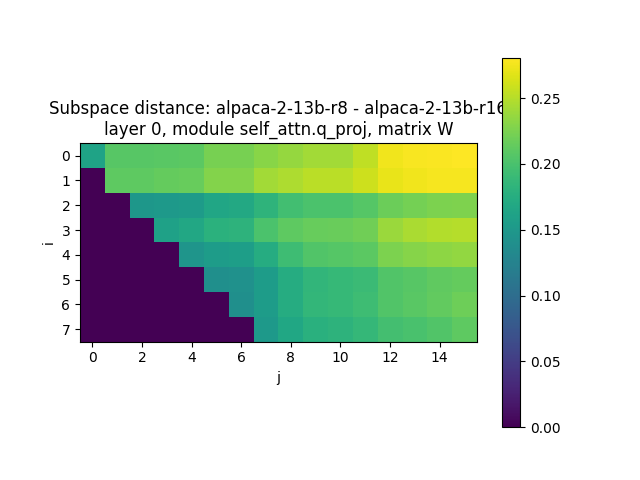 Subspace distance: alpaca-2-13b-r8 - alpaca-2-13b-r16
layer 0, module self_attn.q_proj, matrix W
0
1
2
3
4
5
6
7
i
0 2 4 6 8 10 12 14
j
0.25
0.20
0.15
0.10
0.05
0.00